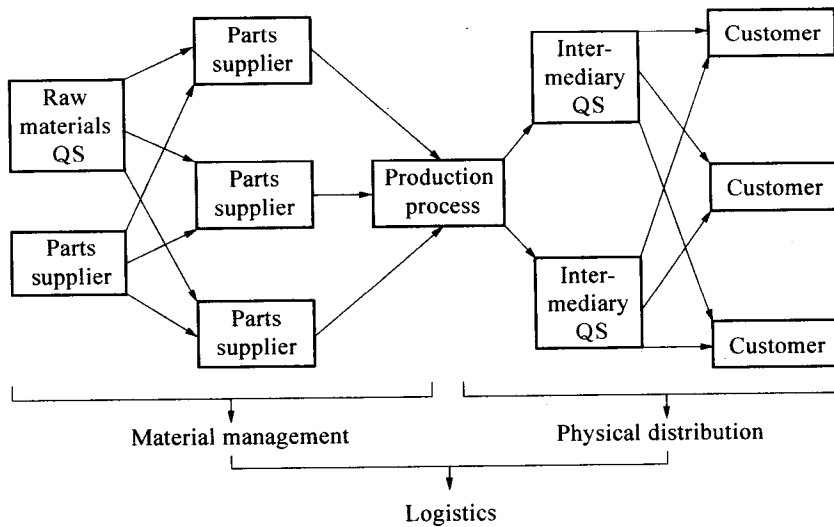 Parts
supplier
Raw
materials
QS
Parts
supplier
Parts
supplier
Parts
supplier
Production
process
Inter-
mediary
QS
Inter-
mediary
QS
Customer
Customer
Customer
Material management
Physical distribution
Logistics